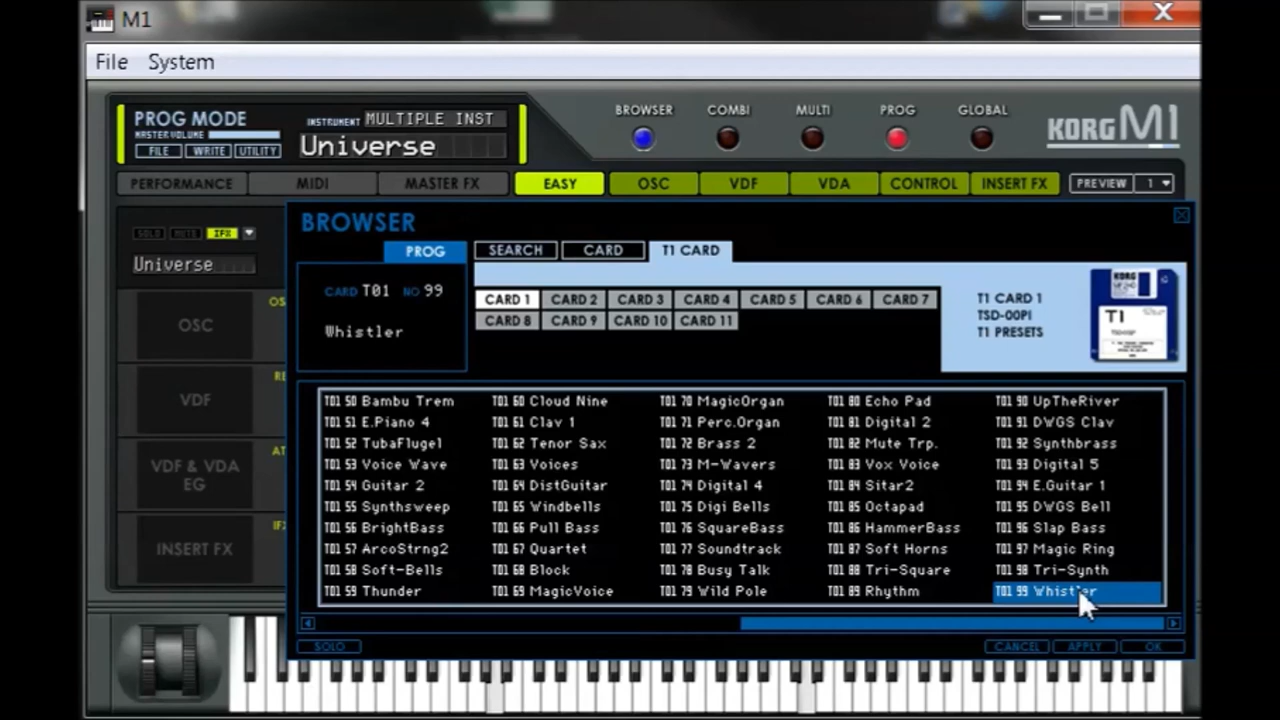 M1
File System
PROG MODE
MASTER VOLUME
FILE WRITE UTILITY
INSTRUMENT MULTIPLE INST
Universe
BROWSER COMBI MULTI PROG GLOBAL
KORG M1
PERFORMANCE MIDI MASTER FX EASY OSC VDF VDA CONTROL INSERT FX PREVIEW 1
SOLO MUTE IFX
Universe
OSC
VDF
VDF & VDA
EG
INSERT FX
BROWSER
PROG SEARCH CARD T1 CARD
CARD T01 NO 99
Whistler
CARD 1 CARD 2 CARD 3 CARD 4 CARD 5 CARD 6 CARD 7
CARD 8 CARD 9 CARD 10 CARD 11
T1 CARD 1
TSD-00P1
T1 PRESETS
KORG
T1
T01 50 Bambu Trem T01 60 Cloud Nine T01 70 MagicOrgan T01 80 Echo Pad T01 90 UpTheRiver
T01 51 E.Piano 4 T01 61 Clav 1 T01 71 Perc.Organ T01 81 Digital 2 T01 91 DWGS Clav
T01 52 TubaFlugel T01 62 Tenor Sax T01 72 Brass 2 T01 82 Mute Trp. T01 92 Synthbrass
T01 53 Voice Wave T01 63 Voices T01 73 M-Wavers T01 83 Vox Voice T01 93 Digital 5
T01 54 Guitar 2 T01 64 DistGuitar T01 74 Digital 4 T01 84 Sitar2 T01 94 E.Guitar 1
T01 55 Synthsweep T01 65 Windbells T01 75 Digi Bells T01 85 Octapad T01 95 DWGS Bell
T01 56 BrightBass T01 66 Pull Bass T01 76 SquareBass T01 86 HammerBass T01 96 Slap Bass
T01 57 ArcoStrng2 T01 67 Quartet T01 77 Soundtrack T01 87 Soft Horns T01 97 Magic Ring
T01 58 Soft-Bells T01 68 Block T01 78 Busy Talk T01 88 Tri-Square T01 98 Tri-Synth
T01 59 Thunder T01 69 MagicVoice T01 79 Wild Pole T01 89 Rhythm T01 99 Whistler
SOLO CANCEL APPLY OK